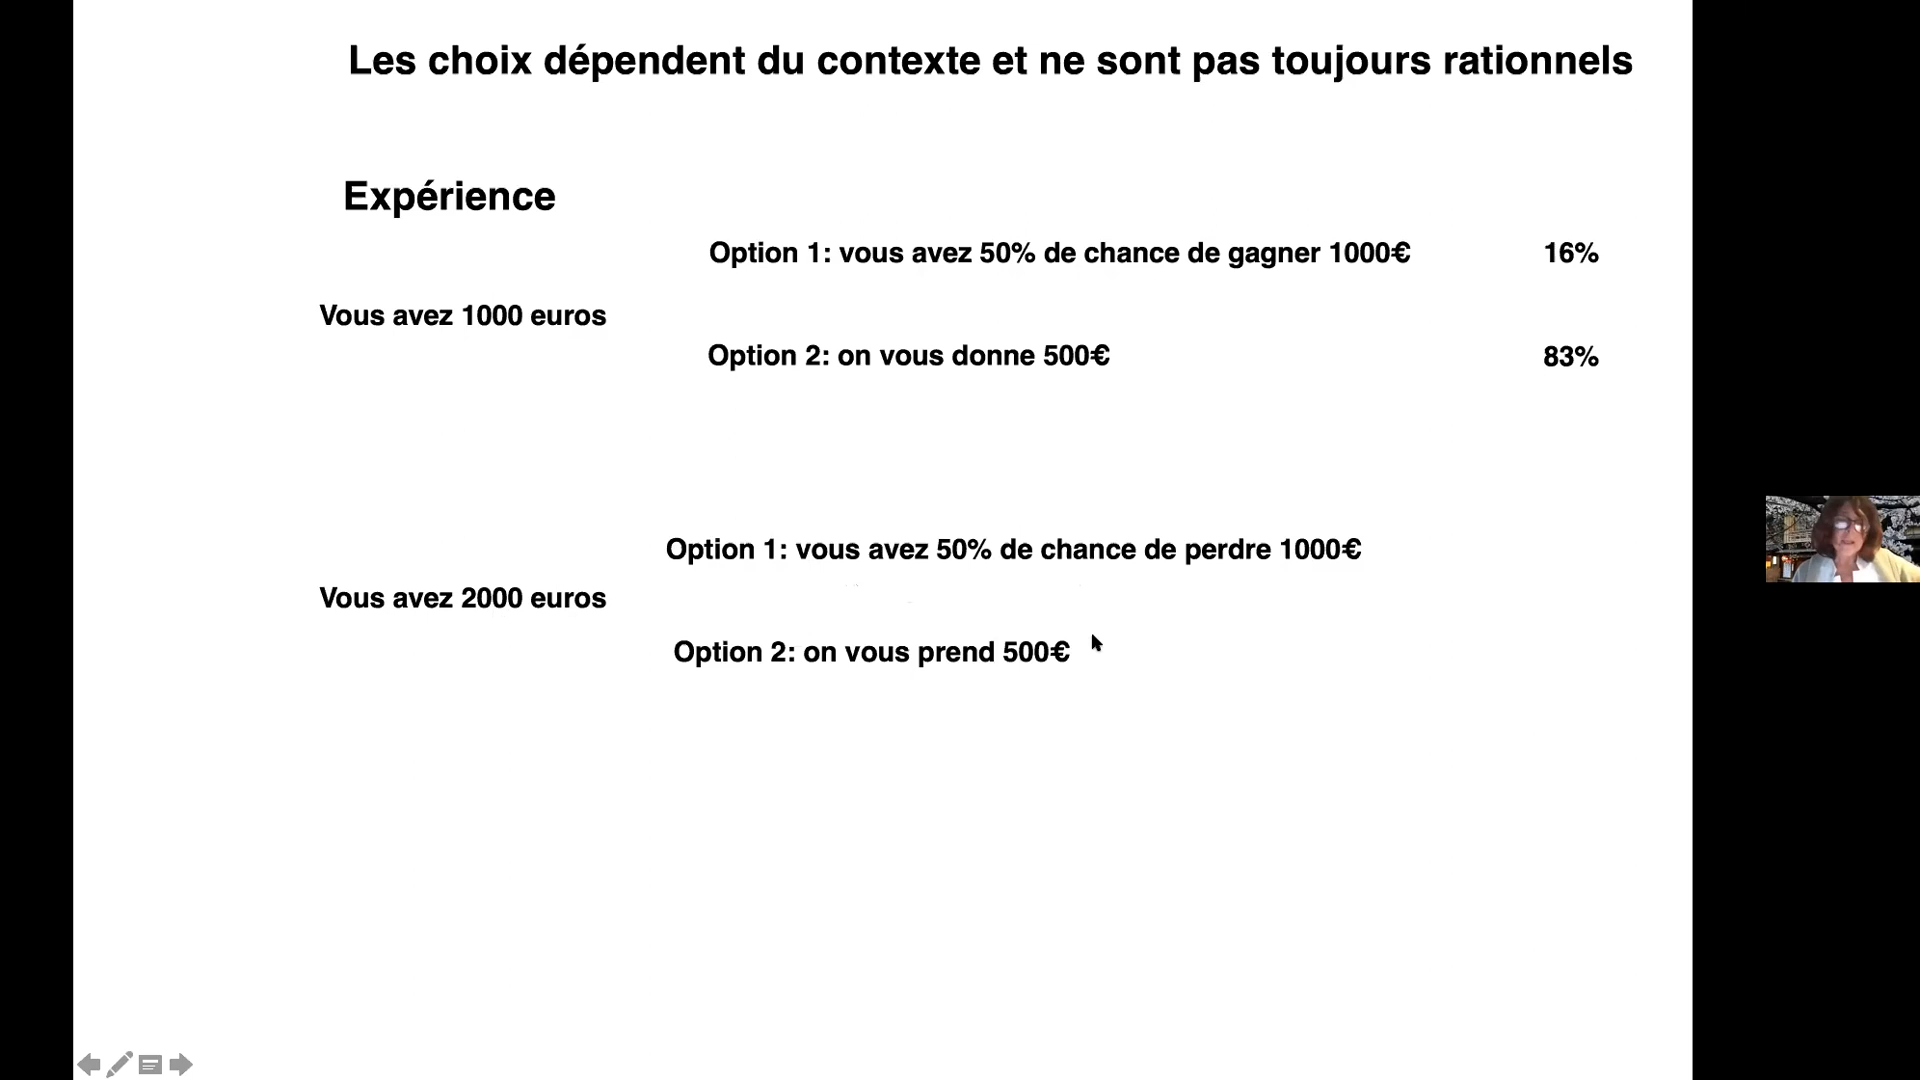 Les choix dépendent du contexte et ne sont pas toujours rationnels
Expérience
Option 1: vous avez 50% de chance de gagner 1000€ 16%
Vous avez 1000 euros
Option 2: on vous donne 500€ 83%
Option 1: vous avez 50% de chance de perdre 1000€
Vous avez 2000 euros
Option 2: on vous prend 500€